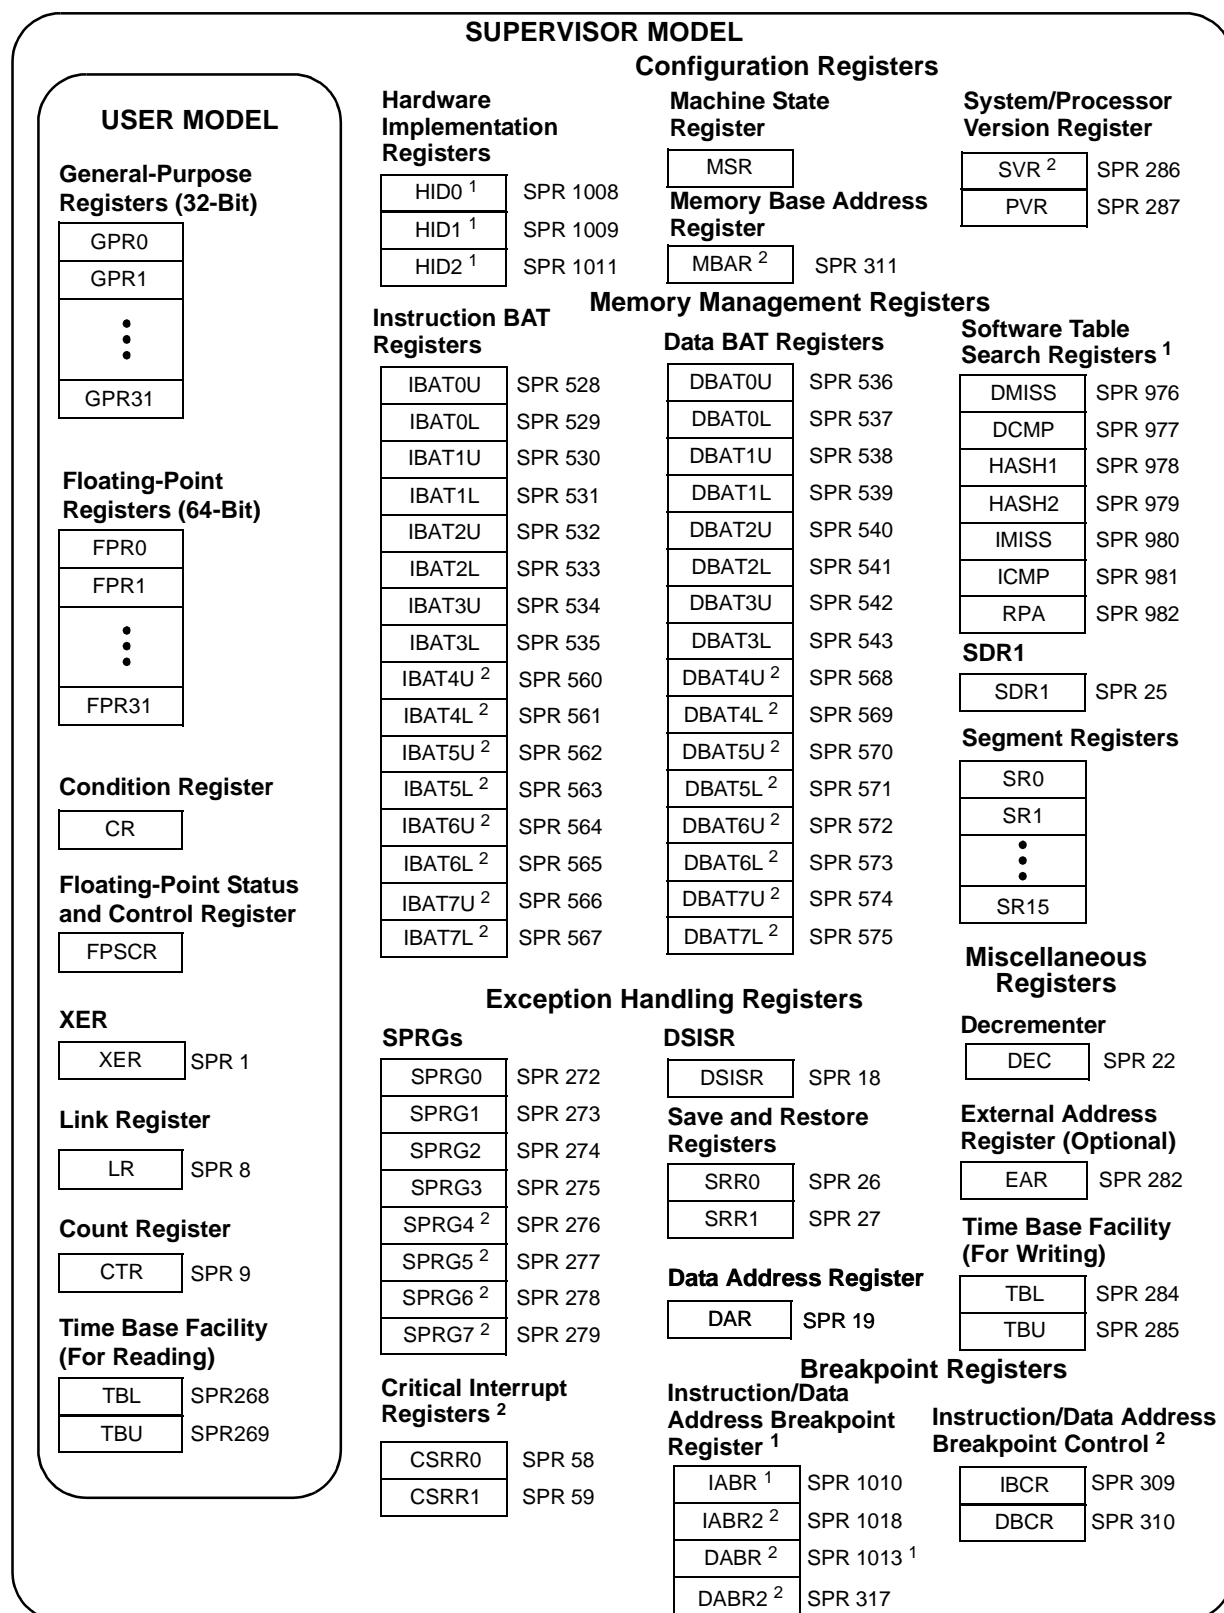 SUPERVISOR MODEL
USER MODEL
General-Purpose
Registers (32-Bit)
GPR0
GPR1
GPR31
Floating-Point
Registers (64-Bit)
FPR0
FPR1
FPR31
Condition Register
CR
Floating-Point Status
and Control Register
FPSCR
XER
XER SPR 1
Link Register
LR SPR 8
Count Register
CTR SPR 9
Time Base Facility
(For Reading)
TBL SPR268
TBU SPR269
Configuration Registers
Hardware
Implementation
Registers
HID0 1 SPR 1008
HID1 1 SPR 1009
HID2 1 SPR 1011
Machine State
Register
MSR
Memory Base Address
Register
MBAR 2 SPR 311
System/Processor
Version Register
SVR 2 SPR 286
PVR SPR 287
Memory Management Registers
Instruction BAT
Registers
IBAT0U SPR 528
IBAT0L SPR 529
IBAT1U SPR 530
IBAT1L SPR 531
IBAT2U SPR 532
IBAT2L SPR 533
IBAT3U SPR 534
IBAT3L SPR 535
IBAT4U 2 SPR 560
IBAT4L 2 SPR 561
IBAT5U 2 SPR 562
IBAT5L 2 SPR 563
IBAT6U 2 SPR 564
IBAT6L 2 SPR 565
IBAT7U 2 SPR 566
IBAT7L 2 SPR 567
Data BAT Registers
DBAT0U SPR 536
DBAT0L SPR 537
DBAT1U SPR 538
DBAT1L SPR 539
DBAT2U SPR 540
DBAT2L SPR 541
DBAT3U SPR 542
DBAT3L SPR 543
DBAT4U 2 SPR 568
DBAT4L 2 SPR 569
DBAT5U 2 SPR 570
DBAT5L 2 SPR 571
DBAT6U 2 SPR 572
DBAT6L 2 SPR 573
DBAT7U 2 SPR 574
DBAT7L 2 SPR 575
Software Table
Search Registers 1
DMISS SPR 976
DCMP SPR 977
HASH1 SPR 978
HASH2 SPR 979
IMISS SPR 980
ICMP SPR 981
RPA SPR 982
SDR1
SDR1 SPR 25
Segment Registers
SR0
SR1
SR15
Exception Handling Registers
SPRGs
SPRG0 SPR 272
SPRG1 SPR 273
SPRG2 SPR 274
SPRG3 SPR 275
SPRG4 2 SPR 276
SPRG5 2 SPR 277
SPRG6 2 SPR 278
SPRG7 2 SPR 279
Critical Interrupt
Registers 2
CSRR0 SPR 58
CSRR1 SPR 59
DSISR
DSISR SPR 18
Save and Restore
Registers
SRR0 SPR 26
SRR1 SPR 27
Data Address Register
DAR SPR 19
Miscellaneous
Registers
Decrementer
DEC SPR 22
External Address
Register (Optional)
EAR SPR 282
Time Base Facility
(For Writing)
TBL SPR 284
TBU SPR 285
Breakpoint Registers
Instruction/Data
Address Breakpoint
Register 1
IABR 1 SPR 1010
IABR2 2 SPR 1018
DABR 2 SPR 1013 1
DABR2 2 SPR 317
Instruction/Data Address
Breakpoint Control 2
IBCR SPR 309
DBCR SPR 310